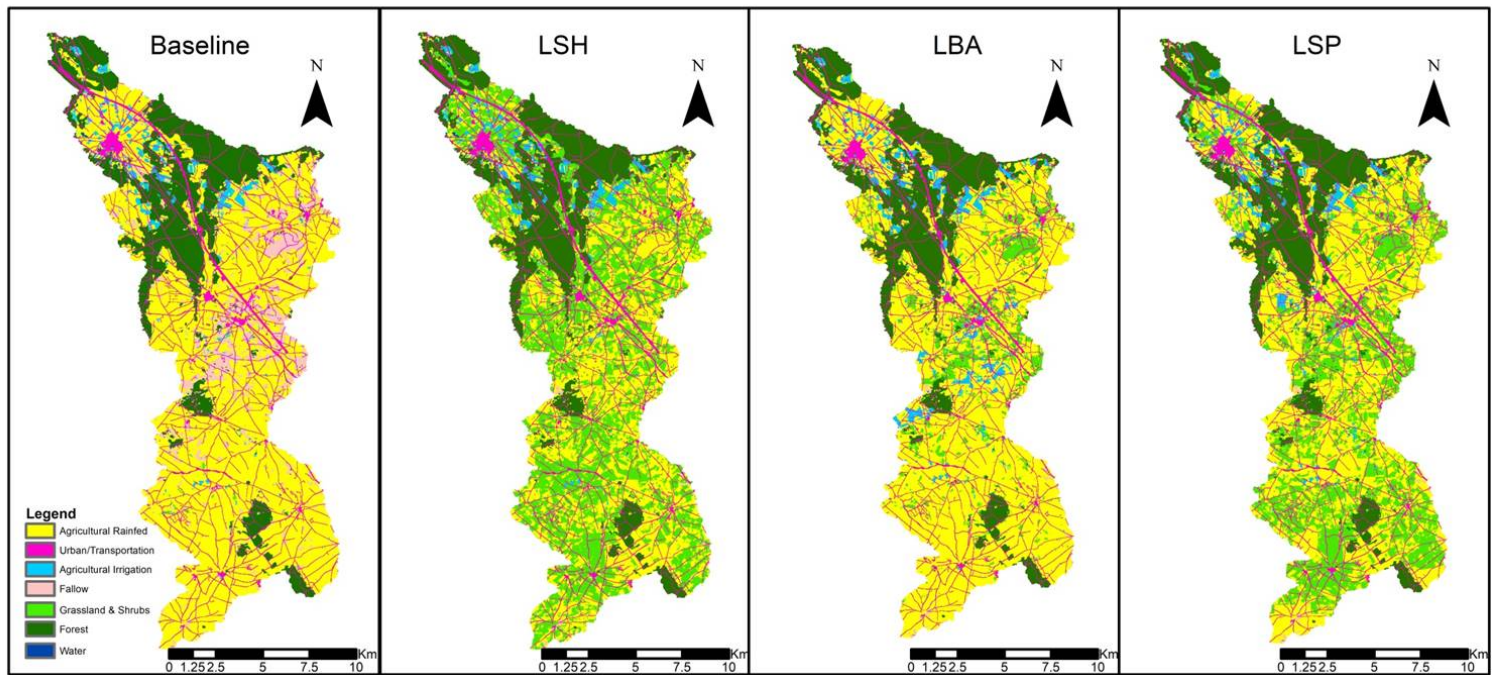 Baseline
N
Legend
Agricultural Rainfed
Urban/Transportation
Agricultural Irrigation
Fallow
Grassland & Shrubs
Forest
Water
0 1.25 2.5 5 7.5 10 Km
LSH
N
0 1.25 2.5 5 7.5 10 Km
LBA
N
0 1.25 2.5 5 7.5 10 Km
LSP
N
0 1.25 2.5 5 7.5 10 Km